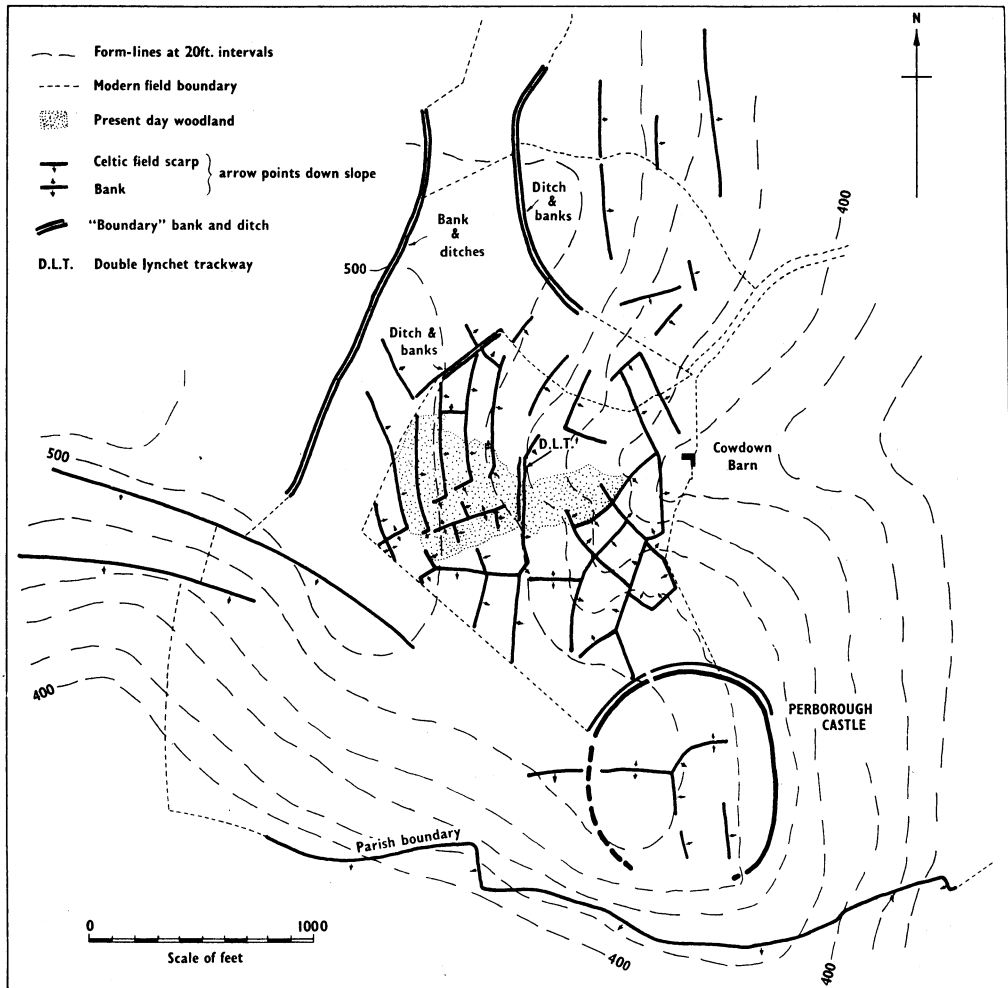 Form-lines at 20ft. intervals
Modern field boundary
Present day woodland
Celtic field scarp
Bank
arrow points down slope
"Boundary" bank and ditch
D.L.T. Double lynchet trackway
N
400
Ditch
&
banks
Bank
&
ditches
500
Ditch &
banks
D.L.T.
Cowdown
Barn
500
400
PERBOROUGH
CASTLE
Parish boundary
0 1000
Scale of feet
400
400